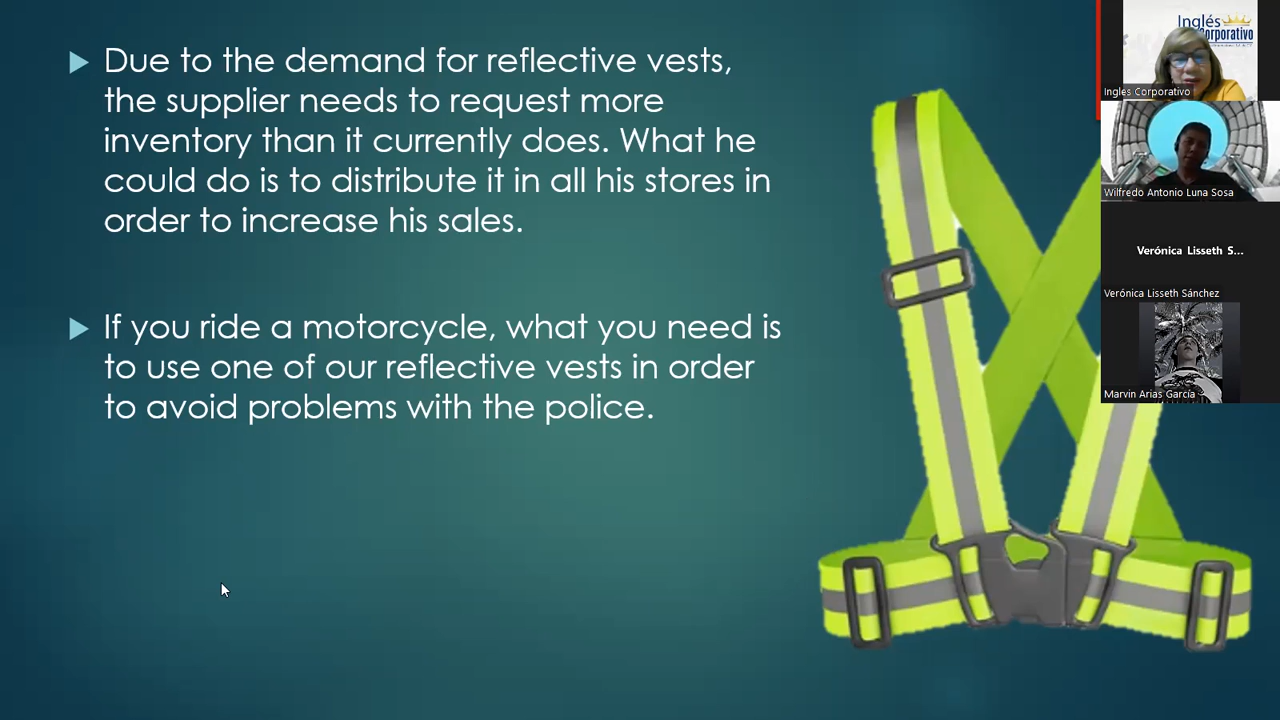 Due to the demand for reflective vests,
the supplier needs to request more
inventory than it currently does. What he
could do is to distribute it in all his stores in
order to increase his sales.
If you ride a motorcycle, what you need is
to use one of our reflective vests in order
to avoid problems with the police.
Inglés
Corporativo
Ingles Corporativo
Wilfredo Antonio Luna Sosa
Verónica Lisseth S...
Verónica Lisseth Sánchez
Marvin Arias García